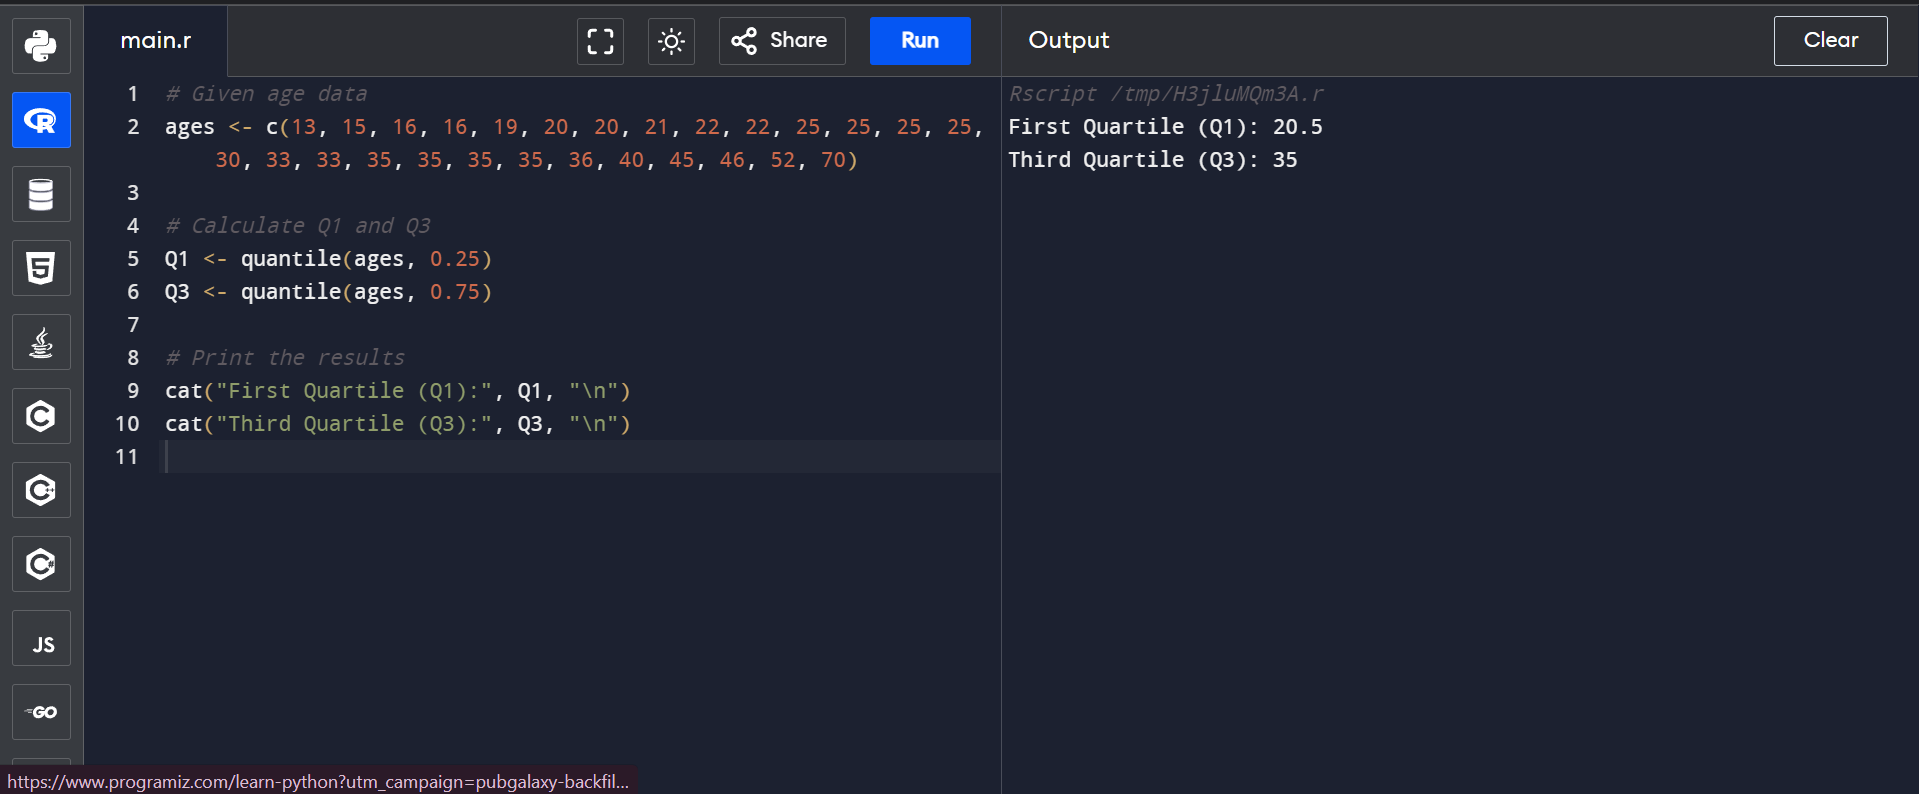 main.r
Share
Run
Output
Clear
1 # Given age data
2 ages <- c(13, 15, 16, 16, 19, 20, 20, 21, 22, 22, 25, 25, 25, 25,
30, 33, 33, 35, 35, 35, 35, 36, 40, 45, 46, 52, 70)
3
4 # Calculate Q1 and Q3
5 Q1 <- quantile(ages, 0.25)
6 Q3 <- quantile(ages, 0.75)
7
8 # Print the results
9 cat("First Quartile (Q1):", Q1, "\n")
10 cat("Third Quartile (Q3):", Q3, "\n")
11
Rscript /tmp/H3jluMQm3A.r
First Quartile (Q1): 20.5
Third Quartile (Q3): 35
R
5
C
C++
C#
JS
GO
https://www.programiz.com/learn-python?utm_campaign=pubgalaxy-backfil...